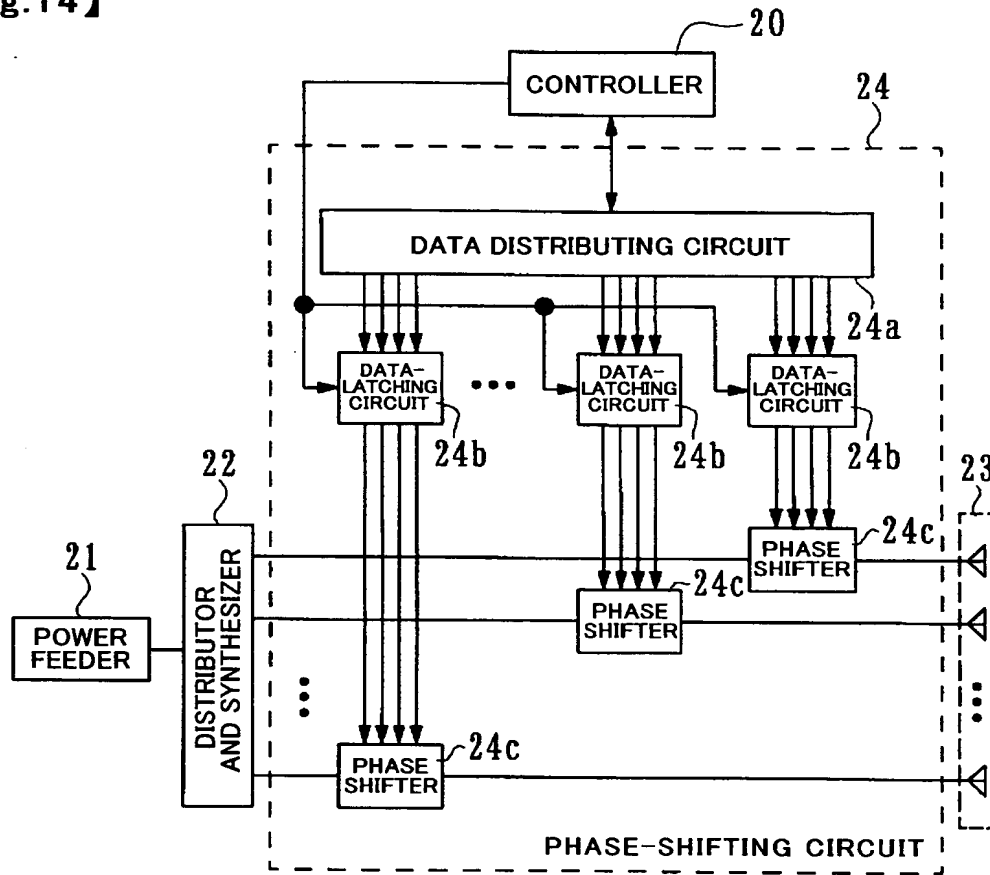 g.14】
20
CONTROLLER
24
DATA DISTRIBUTING CIRCUIT
24a
DATA-
LATCHING
CIRCUIT
•••
DATA-
LATCHING
CIRCUIT
DATA-
LATCHING
CIRCUIT
24b
24b
24b
22
23
21
24c
PHASE
SHIFTER
24c
PHASE
SHIFTER
POWER
FEEDER
DISTRIBUTOR
AND SYNTHESIZER
24c
PHASE
SHIFTER
PHASE-SHIFTING CIRCUIT